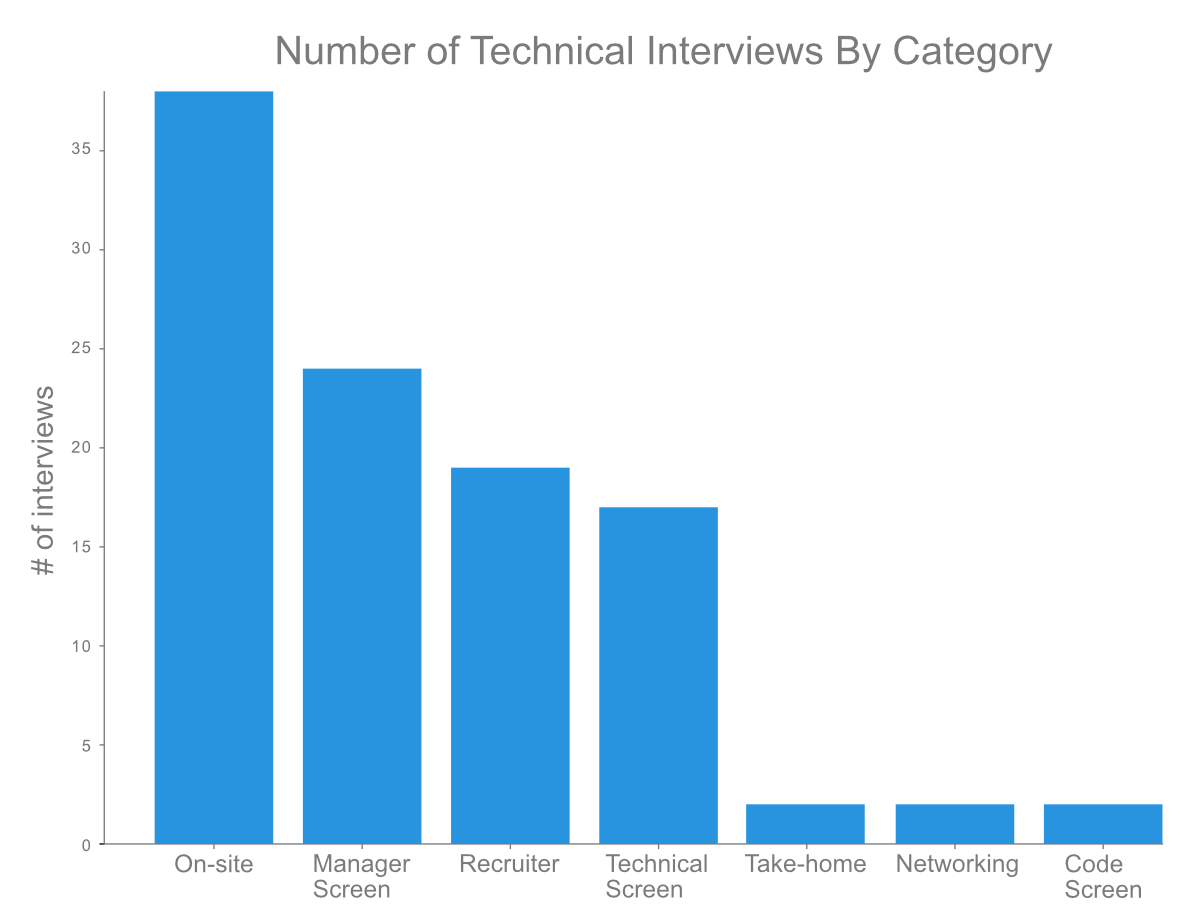 Number of Technical Interviews By Category
# of interviews
35
30
25
20
15
10
5
0
On-site
Manager
Screen
Recruiter
Technical
Screen
Take-home
Networking
Code
Screen